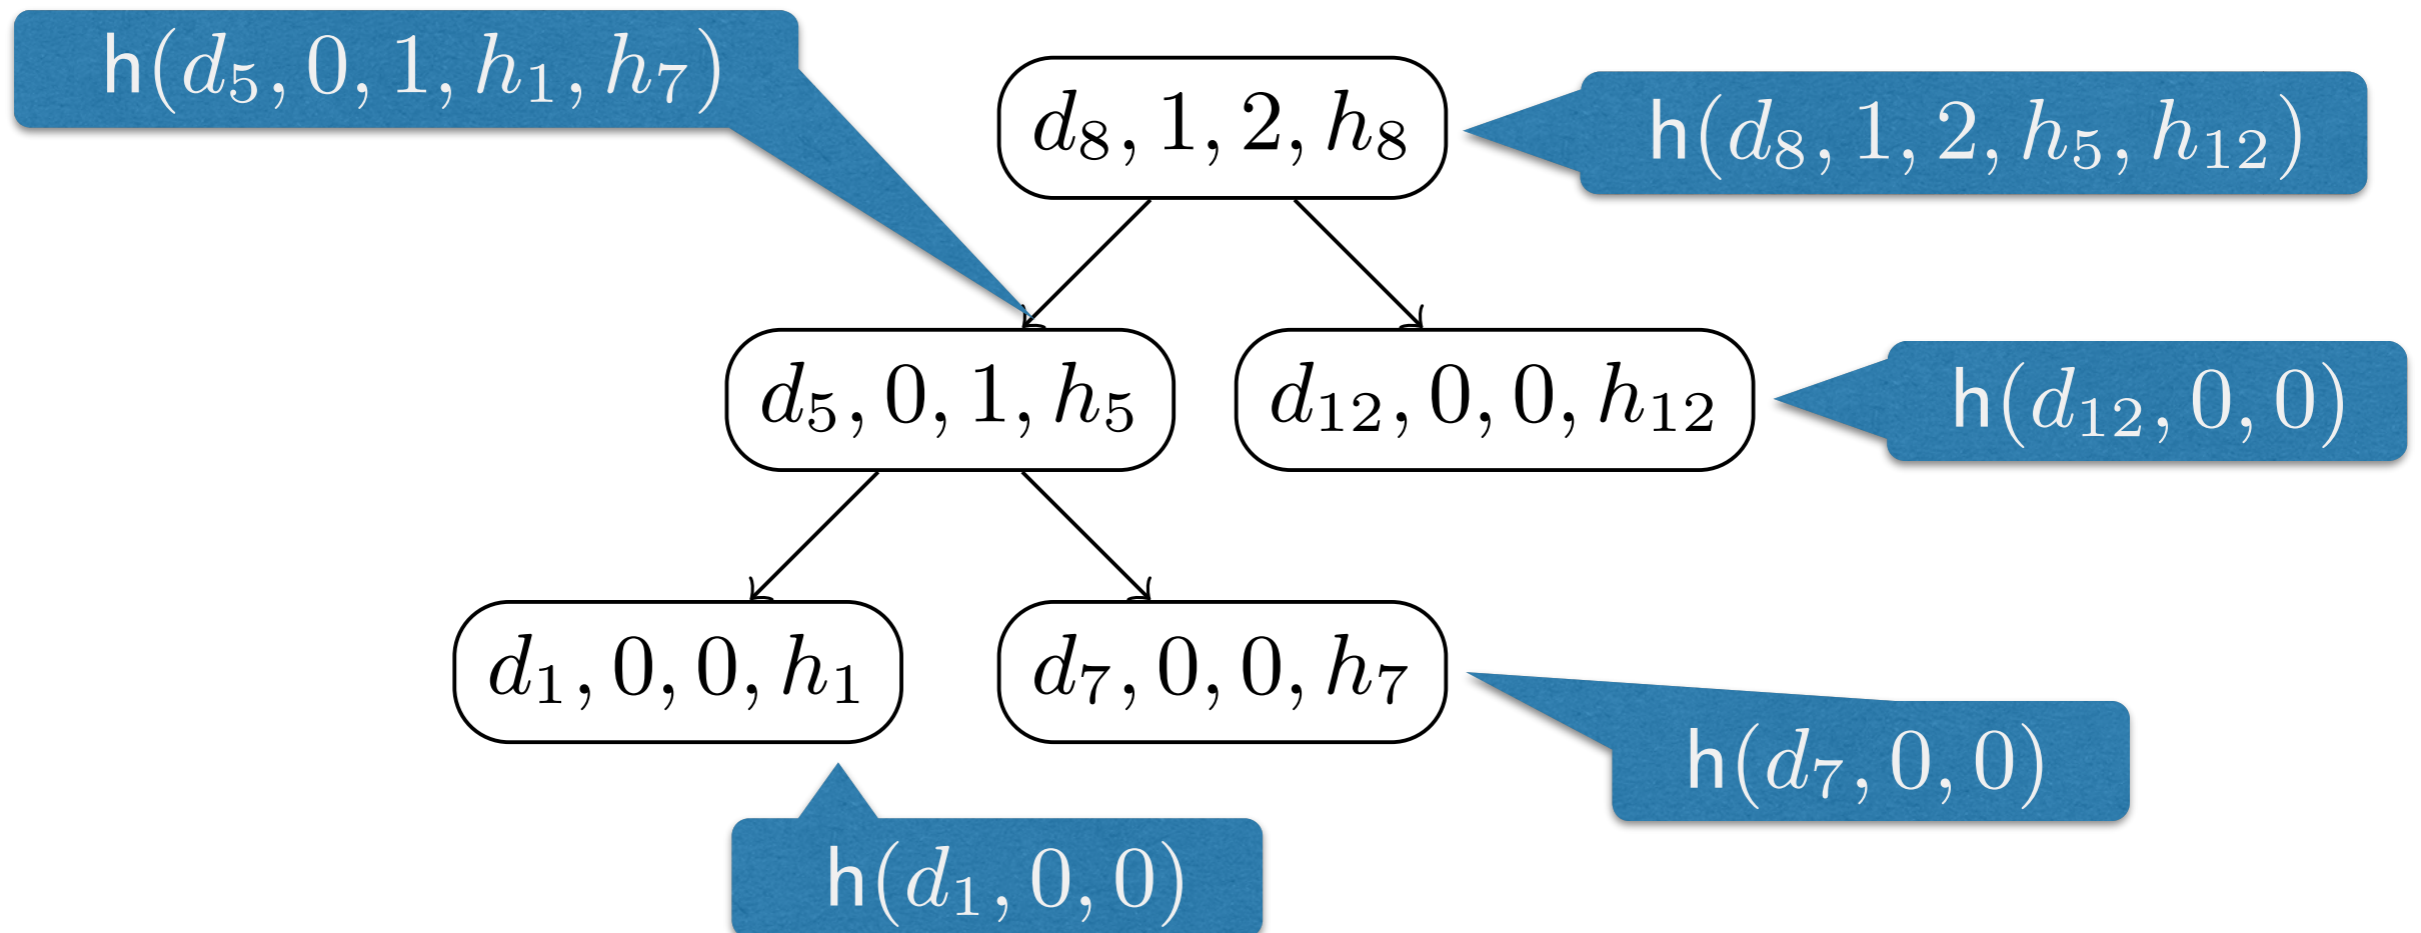 h(d₅, 0, 1, h₁, h₇)
d₈, 1, 2, h₈
h(d₈, 1, 2, h₅, h₁₂)
d₅, 0, 1, h₅
d₁₂, 0, 0, h₁₂
h(d₁₂, 0, 0)
d₁, 0, 0, h₁
d₇, 0, 0, h₇
h(d₇, 0, 0)
h(d₁, 0, 0)